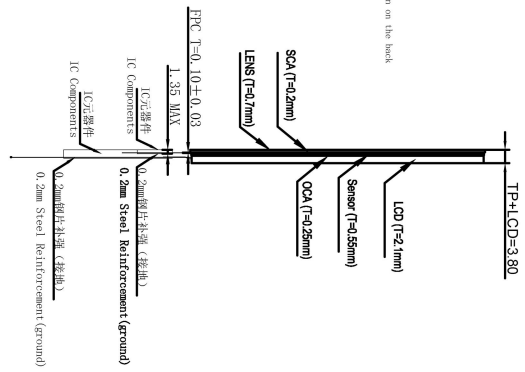 n on the back
TP+LCD=3.80
SCA (T=0.2mm)
LENS (T=0.7mm)
LCD (T=2.1mm)
Sensor (T=0.55mm)
OCA (T=0.25mm)
FPC T=0.10±0.03
1.35 MAX
IC元器件
IC Components
IC元器件
IC Components
0.2mm钢片补强（接地）
0.2mm Steel Reinforcement(ground)
0.2mm钢片补强（接地）
0.2mm Steel Reinforcement(ground)